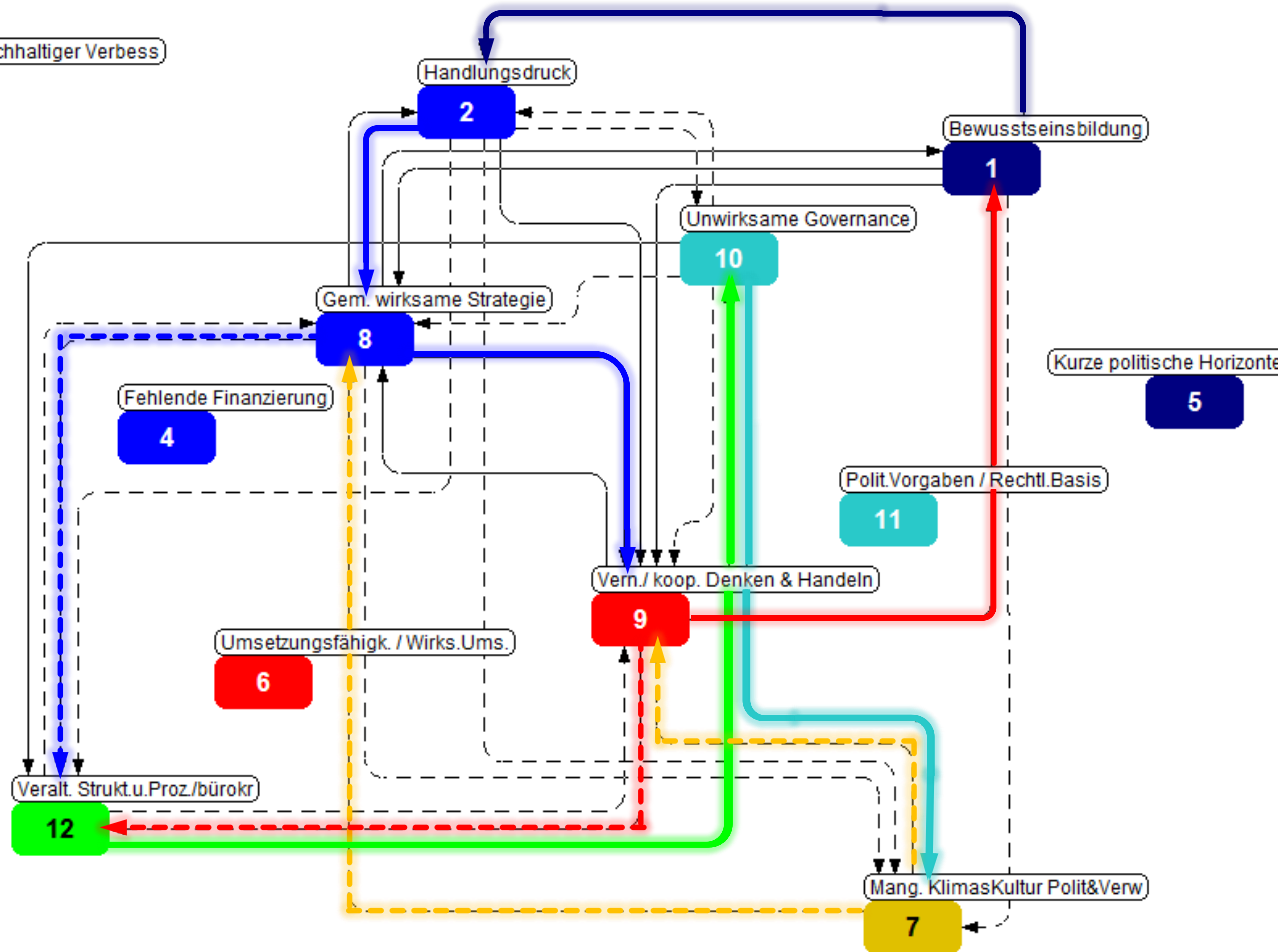 chhaltiger Verbess
Handlungsdruck
2
Bewusstseinsbildung
1
Unwirksame Governance
10
Gem. wirksame Strategie
8
Kurze politische Horizonte
5
Fehlende Finanzierung
4
Polit.Vorgaben / Rechtl.Basis
11
Vern./ koop. Denken & Handeln
9
Umsetzungsfähigk. / Wirks.Ums.
6
Veralt. Strukt.u.Proz./bürokr
12
Mang. KlimasKultur Polit&Verw
7